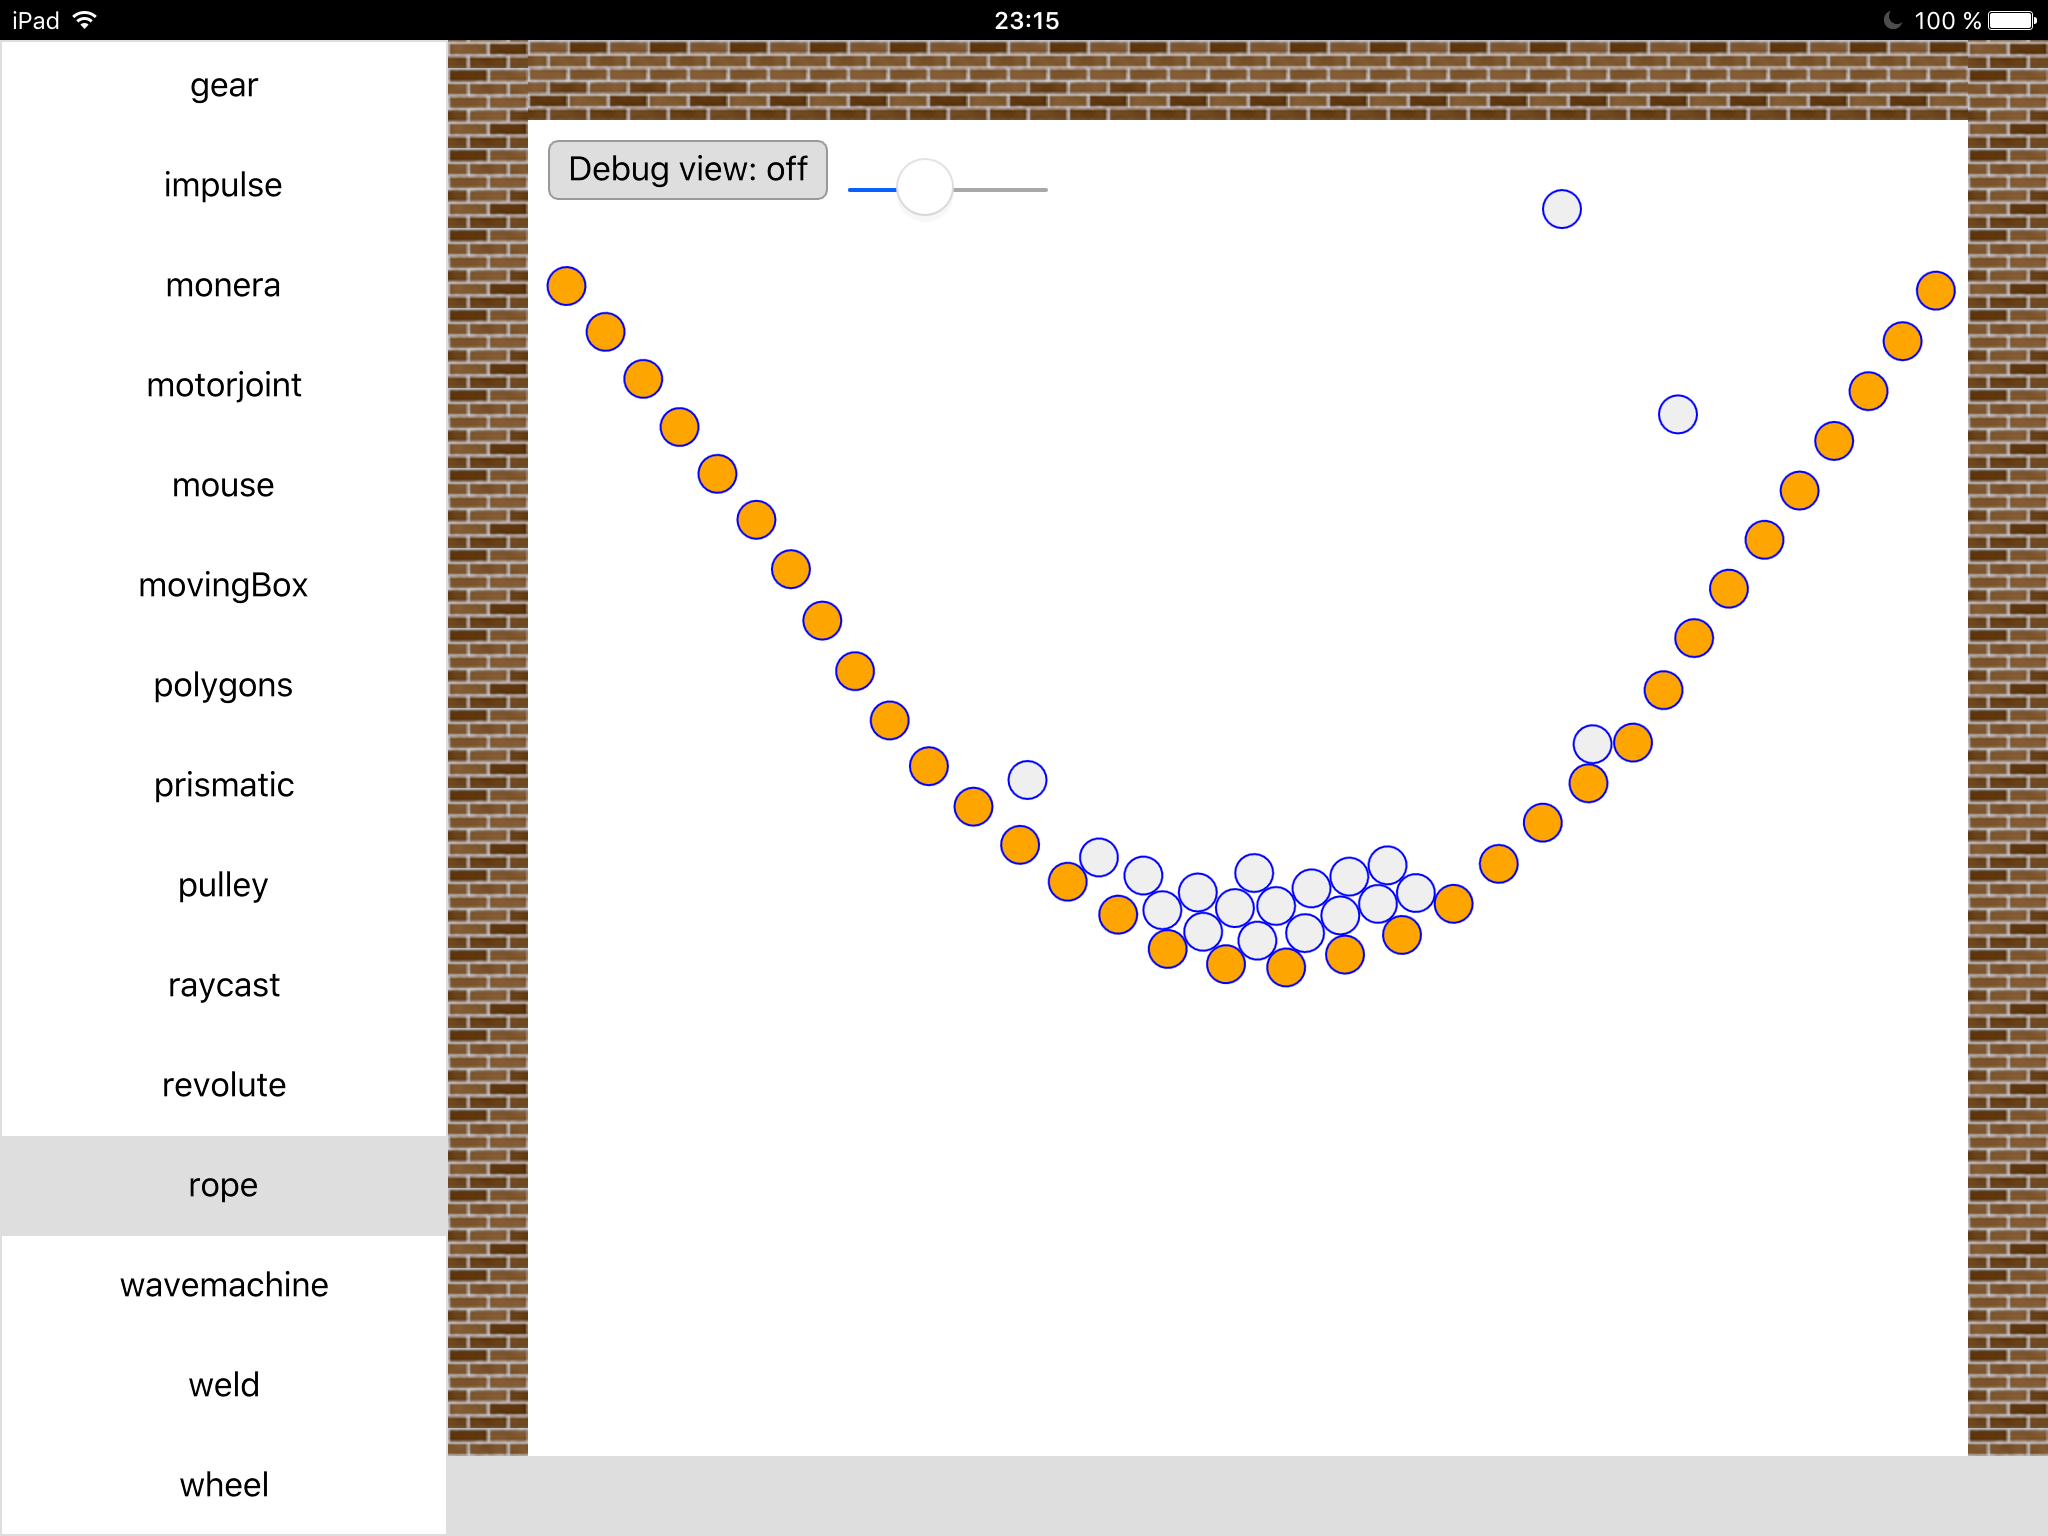 iPad 23:15 100 %
gear
impulse
monera
motorjoint
mouse
movingBox
polygons
prismatic
pulley
raycast
revolute
rope
wavemachine
weld
wheel
Debug view: off